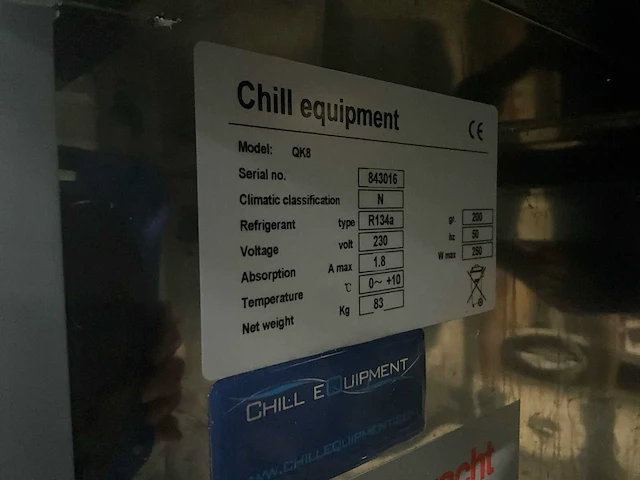 Chill equipment
CE
Model: QK8
Serial no. 843016
Climatic classification N
Refrigerant type R134a gr. 200
Voltage volt 230 hz 50
Absorption A max 1.8 W max 250
Temperature °C 0~ +10
Net weight Kg 83
CHILL EQUIPMENT
WWW.CHILLEQUIPMENT.COM